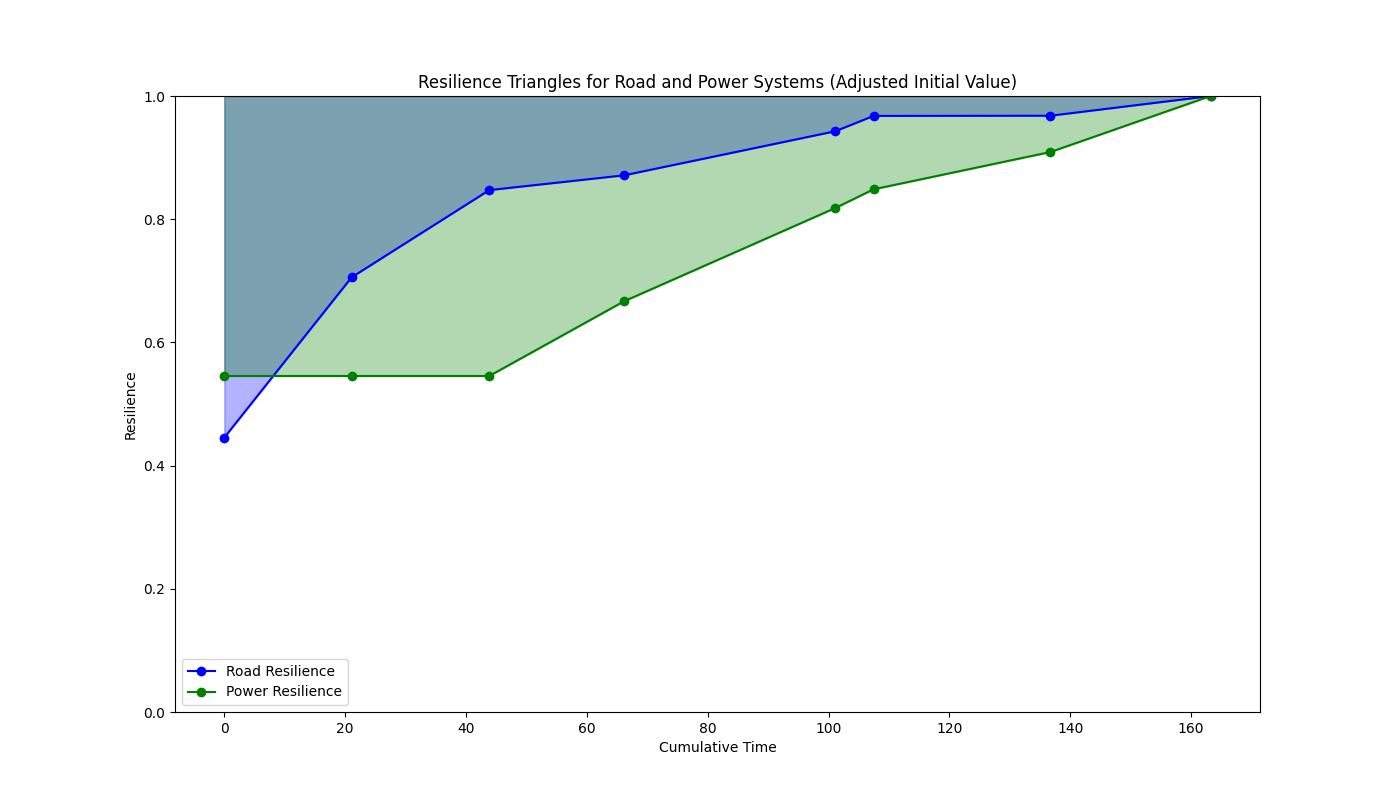 Resilience Triangles for Road and Power Systems (Adjusted Initial Value)
1.0
0.8
0.6
0.4
0.2
0.0
Resilience
Road Resilience
Power Resilience
0 20 40 60 80 100 120 140 160
Cumulative Time